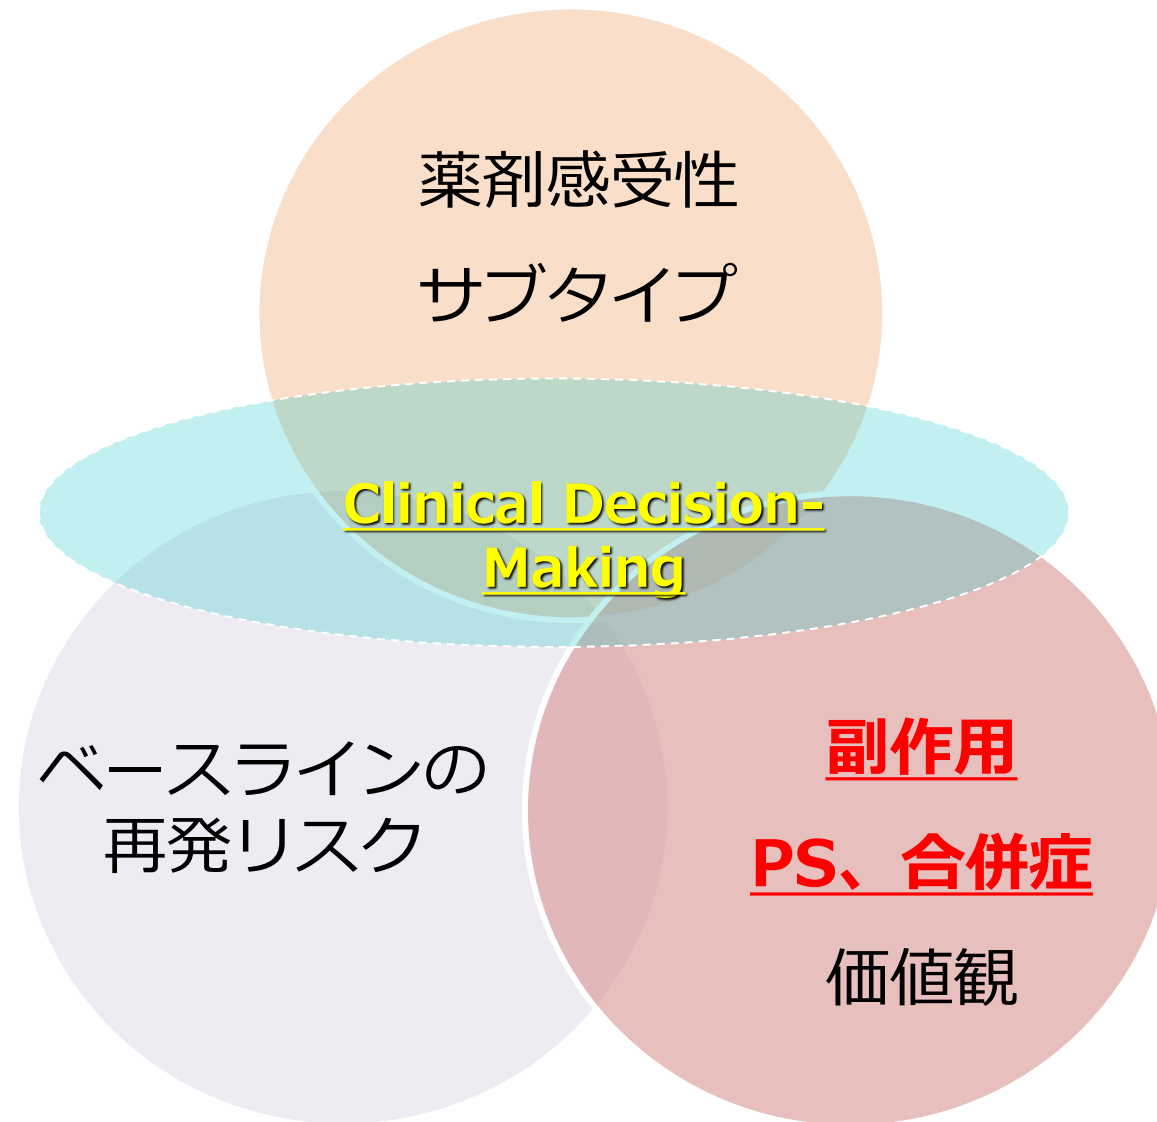 薬剤感受性
サブタイプ
Clinical Decision-
Making
ベースラインの
再発リスク
副作用
PS、合併症
価値観